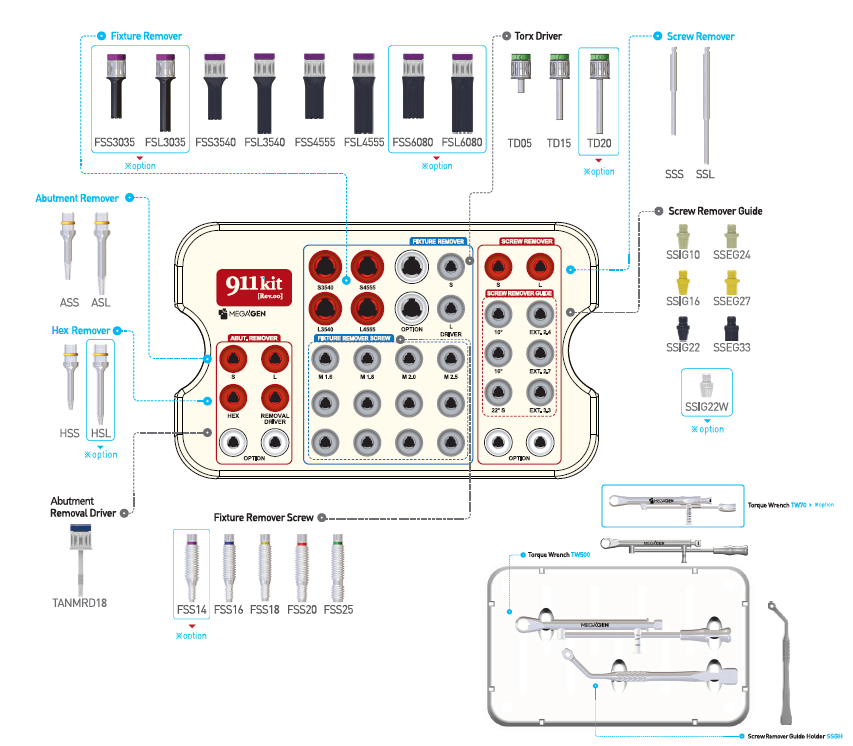 Fixture Remover
Torx Driver
Screw Remover
FSS3035 FSL3035 FSS3540 FSL3540 FSS4555 FSL4555 FSS6080 FSL6080
※option
※option
TD05 TD15 TD20
※option
SSS SSL
Abutment Remover
ASS ASL
Screw Remover Guide
SSIG10 SSEG24
SSIG16 SSEG27
SSIG22 SSEG33
SSIG22W
※option
Hex Remover
HSS HSL
※option
911kit
[Rev.00]
MEGAGEN
FIXTURE REMOVER
S3540 S4555 S
L3540 L4555 OPTION L
DRIVER
SCREW REMOVER
S L
SCREW REMOVER GUIDE
10° EXT. 2.4
16° EXT. 2.7
22° S EXT. 3.3
OPTION
ABUT. REMOVER
S L
HEX REMOVAL
DRIVER
OPTION
FIXTURE REMOVER SCREW
M 1.6 M 1.8 M 2.0 M 2.5
Abutment
Removal Driver
TANMRD18
Fixture Remover Screw
FSS14 FSS16 FSS18 FSS20 FSS25
※option
MEGAGEN
Torque Wrench TW70 ※option
MEGAGEN
Torque Wrench TW500
MEGAGEN
Screw Remover Guide Holder SSGH